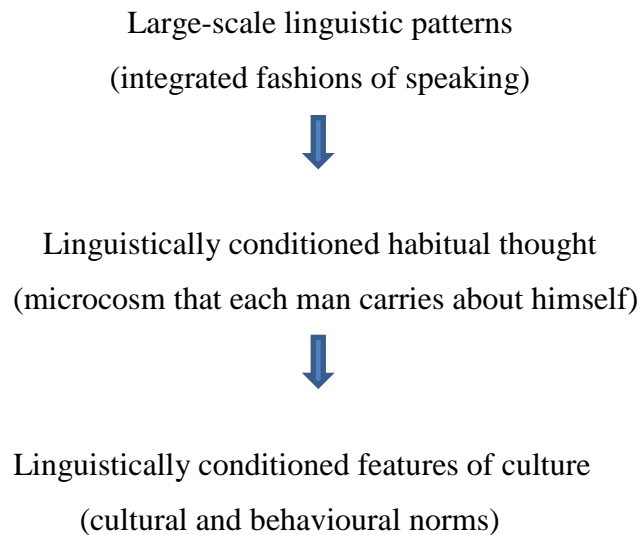 Large-scale linguistic patterns
(integrated fashions of speaking)
Linguistically conditioned habitual thought
(microcosm that each man carries about himself)
Linguistically conditioned features of culture
(cultural and behavioural norms)